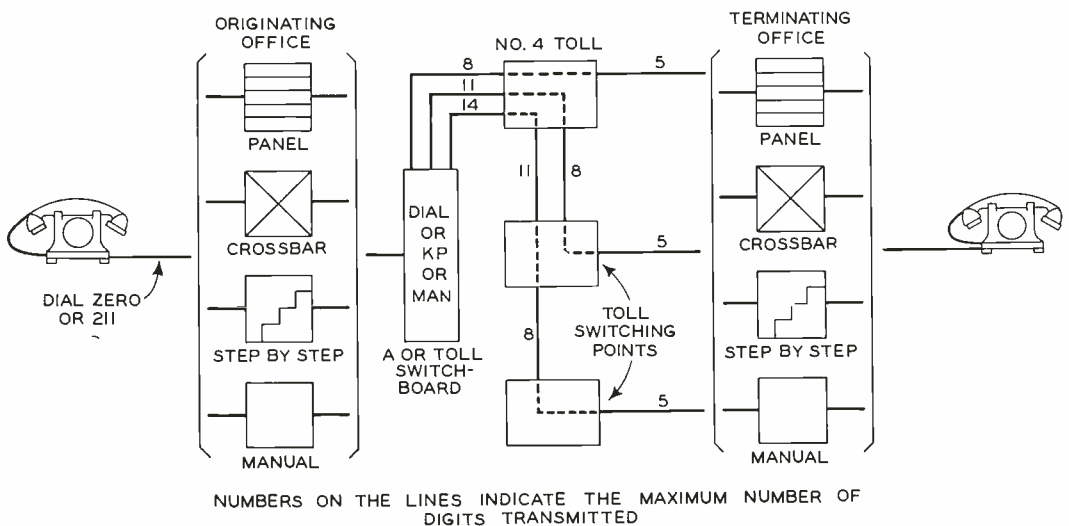 ORIGINATING
OFFICE
PANEL
CROSSBAR
STEP BY STEP
MANUAL
DIAL ZERO
OR 211
DIAL
OR
KP
OR
MAN
A OR TOLL
SWITCH-
BOARD
NO. 4 TOLL
8
11
14
5
11
8
5
8
5
TOLL
SWITCHING
POINTS
TERMINATING
OFFICE
PANEL
CROSSBAR
STEP BY STEP
MANUAL
NUMBERS ON THE LINES INDICATE THE MAXIMUM NUMBER OF
DIGITS TRANSMITTED